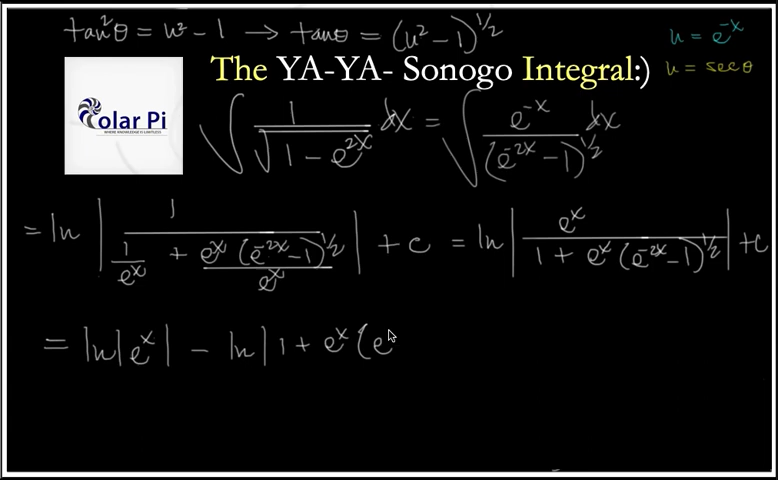 tan²θ = u² - 1 → tanθ = (u² - 1)^½
u = e^-x
u = secθ
The YA-YA- Sonogo Integral:)
Solar Pi
∫ 1/√(1 - e^2x) dx = ∫ e^-x/(e^-2x - 1)^½ dx
= ln | 1/(1/e^x + e^x (e^-2x - 1)^½/e^x) | + c = ln | e^x/(1 + e^x (e^-2x - 1)^½) | + c
= ln|e^x| - ln|1 + e^x (e